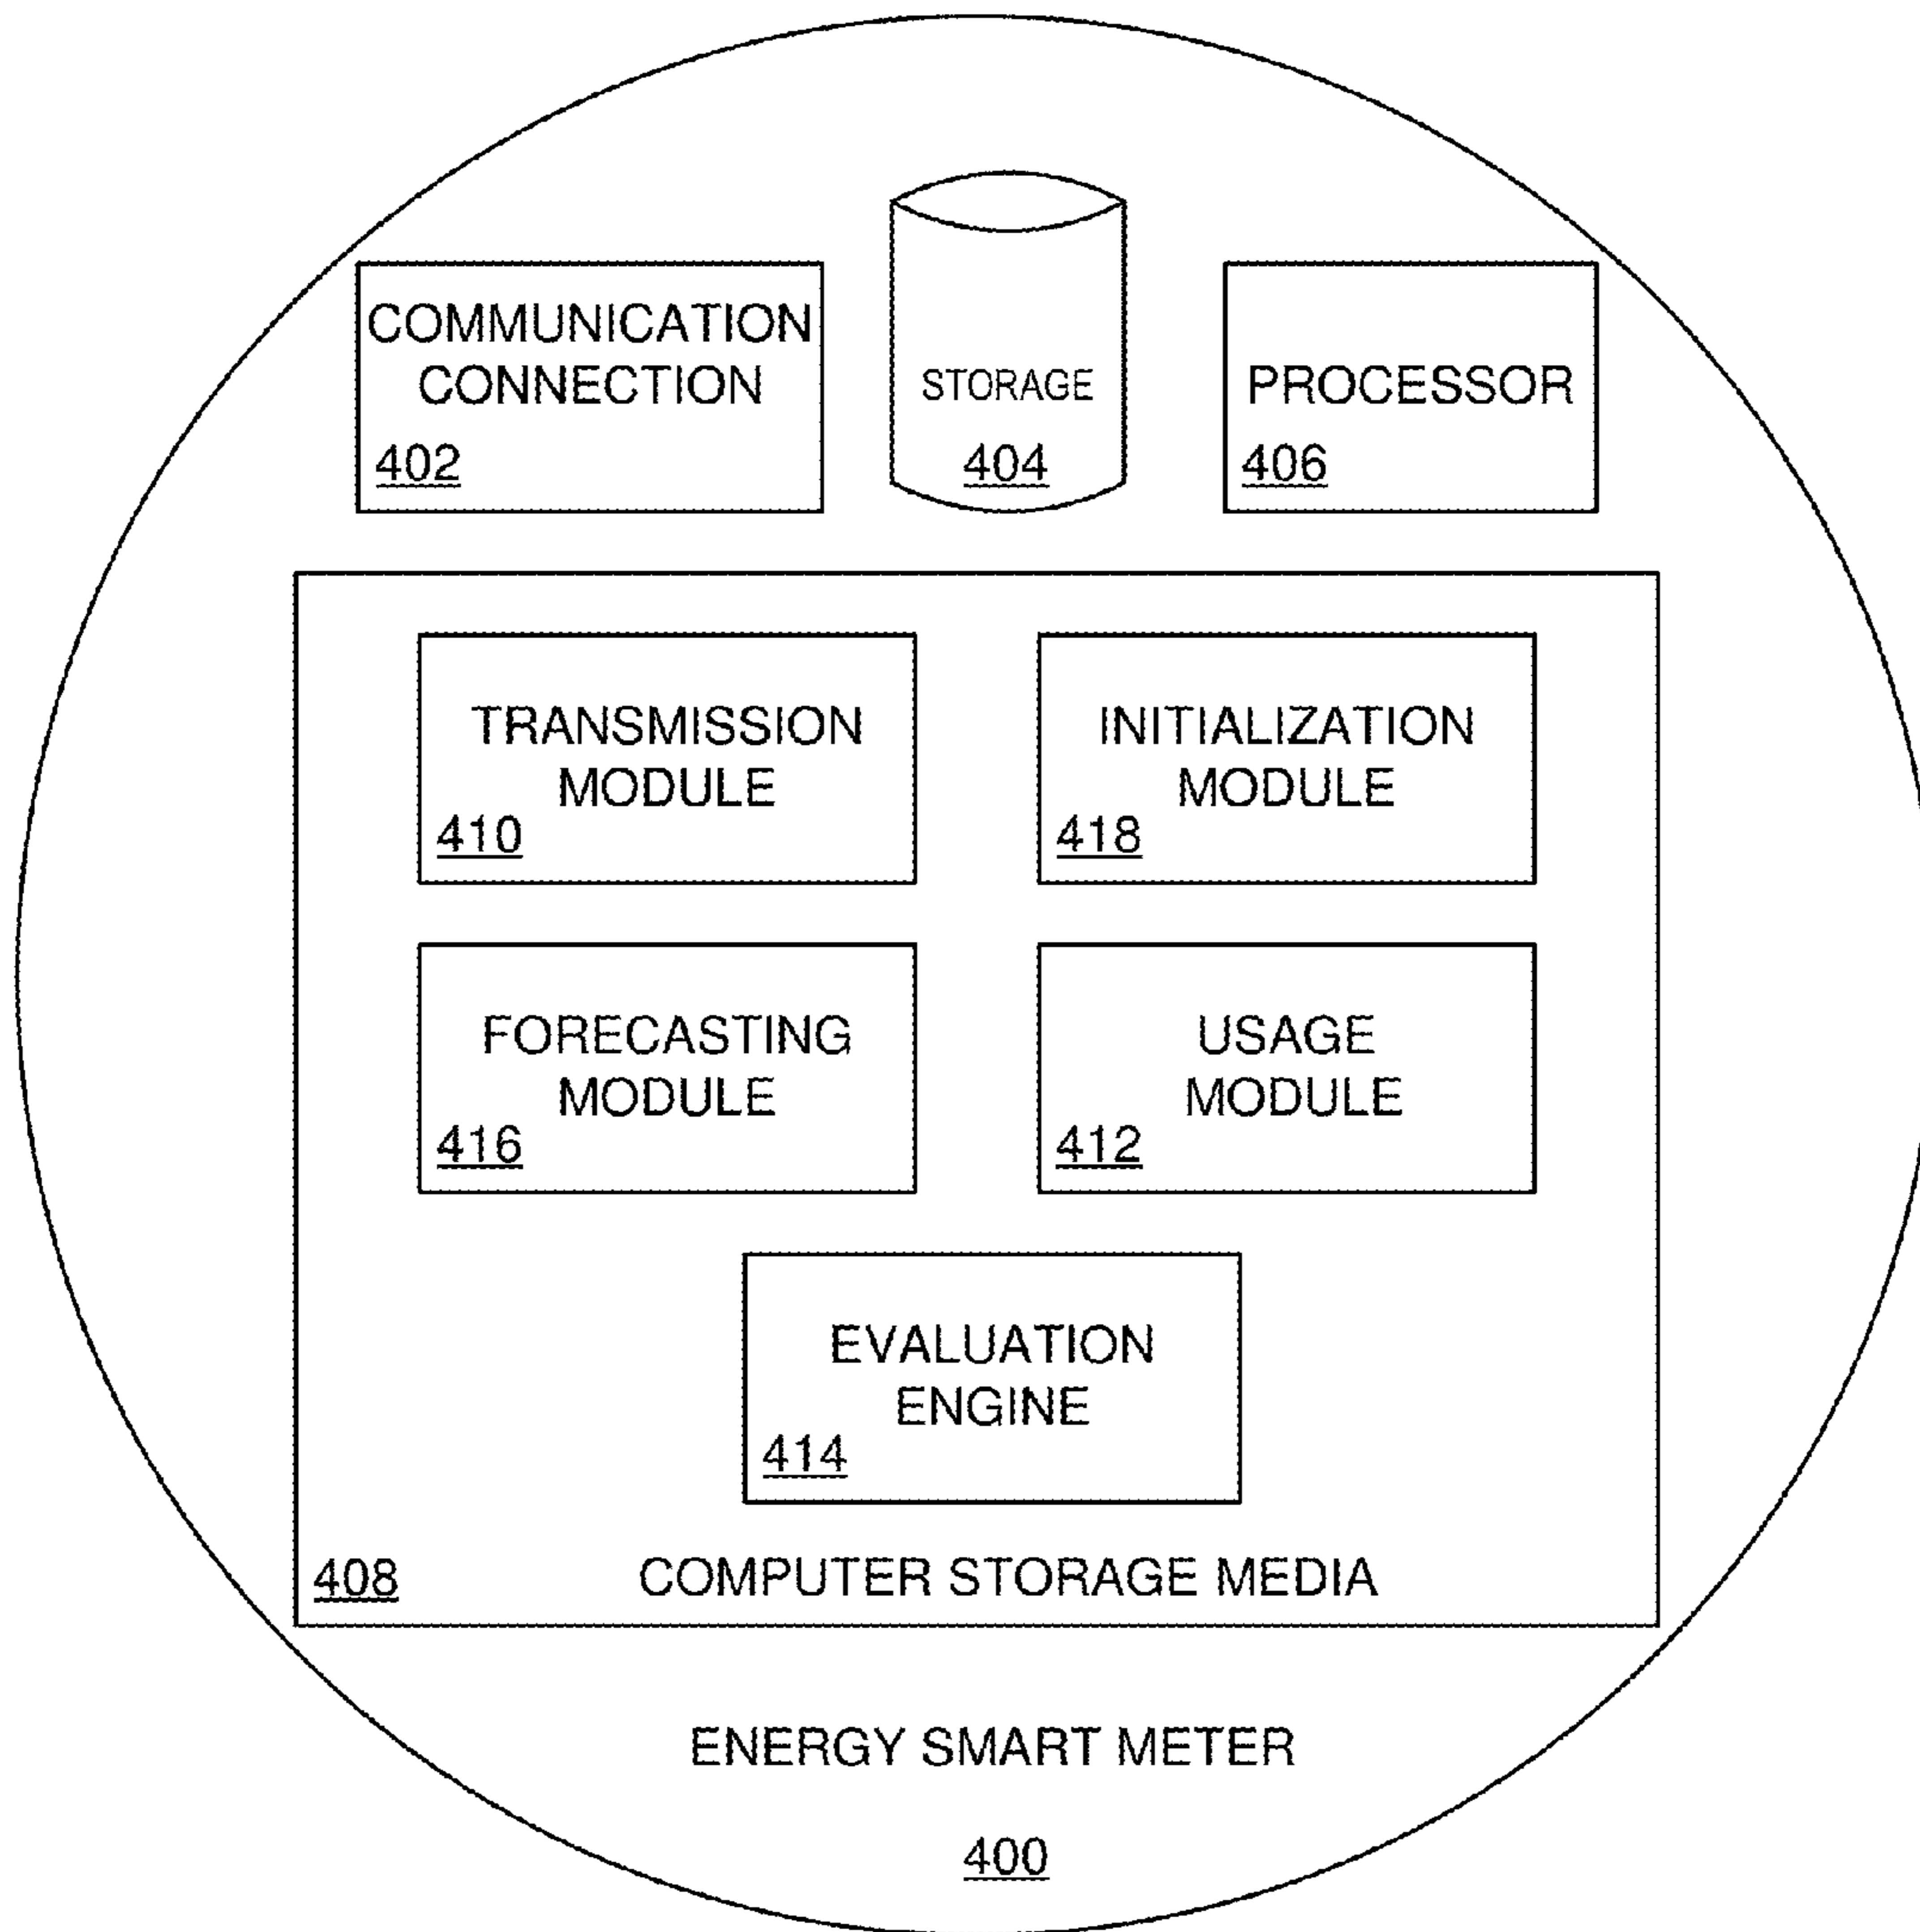 COMMUNICATION
CONNECTION
402
STORAGE
404
PROCESSOR
406
TRANSMISSION
MODULE
410
INITIALIZATION
MODULE
418
FORECASTING
MODULE
416
USAGE
MODULE
412
EVALUATION
ENGINE
414
408
COMPUTER STORAGE MEDIA
ENERGY SMART METER
400